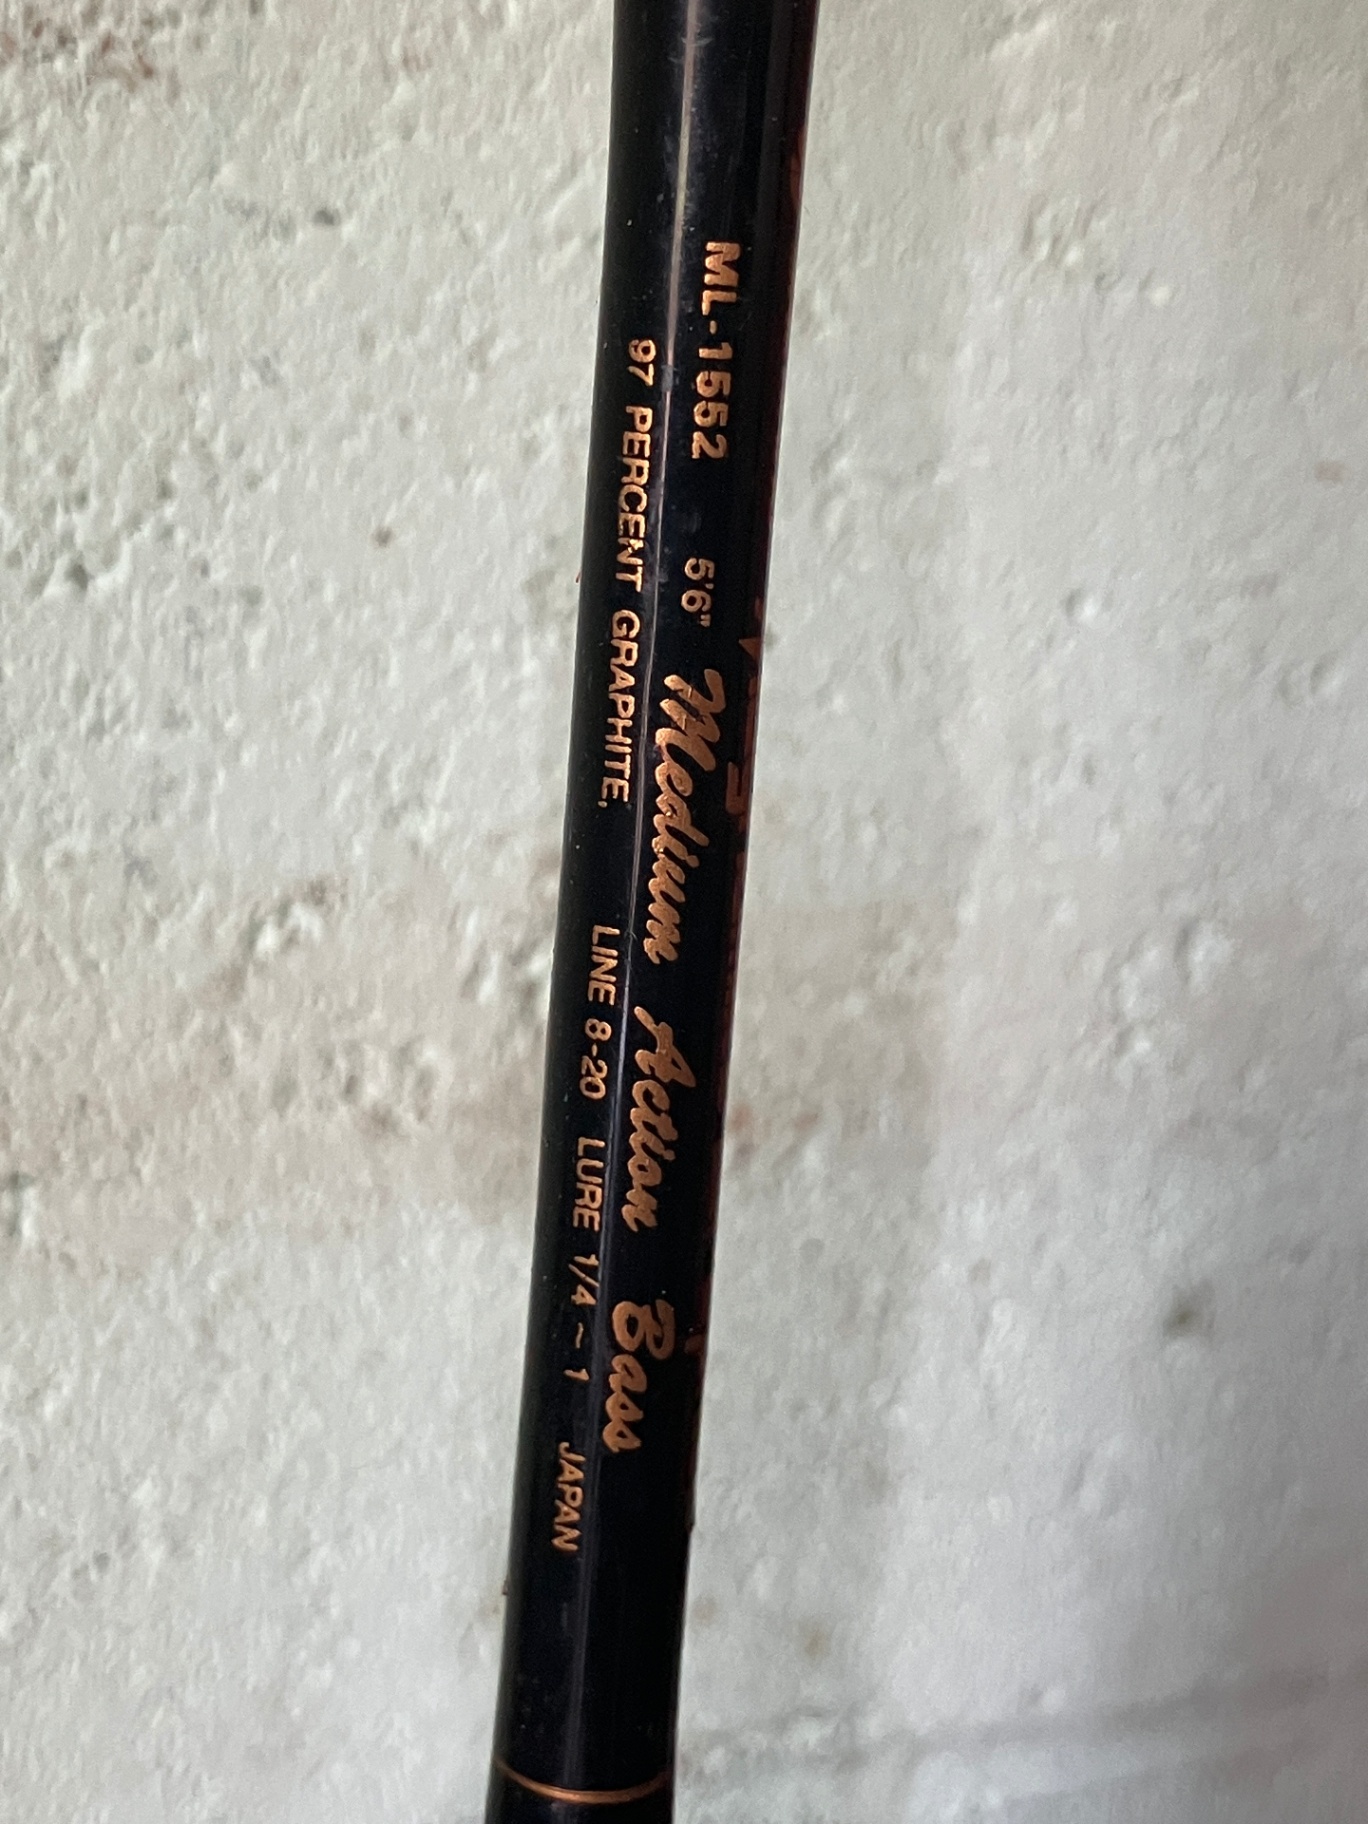 ML-1552 5'6" Medium Action Bass
97 PERCENT GRAPHITE, LINE 8-20 LURE 1/4 ~ 1 JAPAN